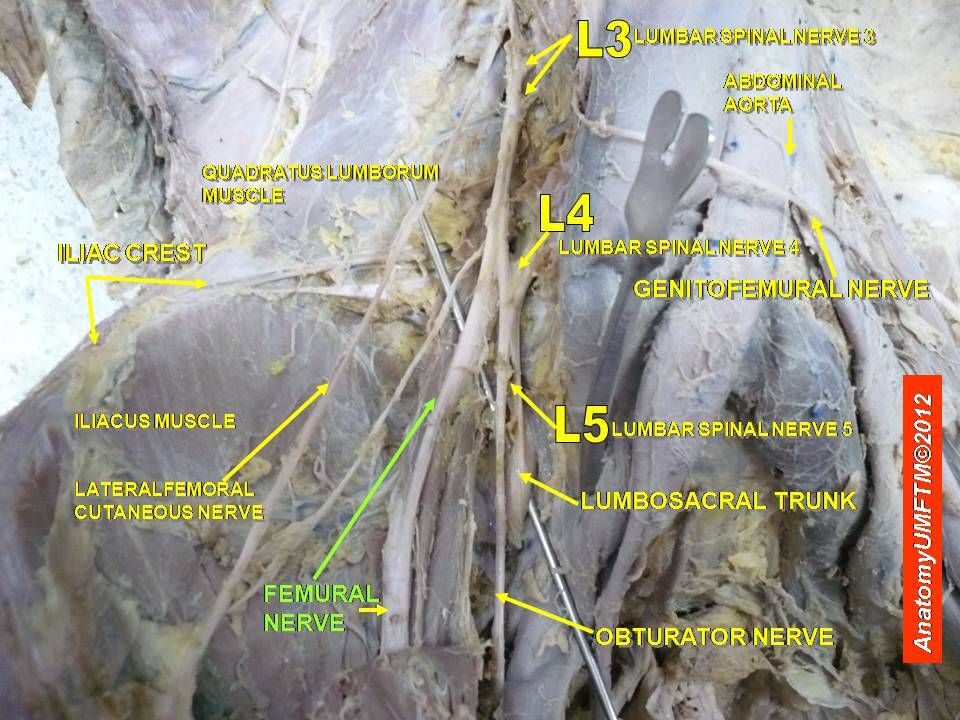 L3 LUMBAR SPINAL NERVE 3
ABDOMINAL
AORTA
QUADRATUS LUMBORUM
MUSCLE
L4
LUMBAR SPINAL NERVE 4
ILIAC CREST
GENITOFEMURAL NERVE
ILIACUS MUSCLE
L5 LUMBAR SPINAL NERVE 5
LATERALFEMORAL
CUTANEOUS NERVE
LUMBOSACRAL TRUNK
FEMURAL
NERVE
OBTURATOR NERVE
AnatomyUMFTM©2012